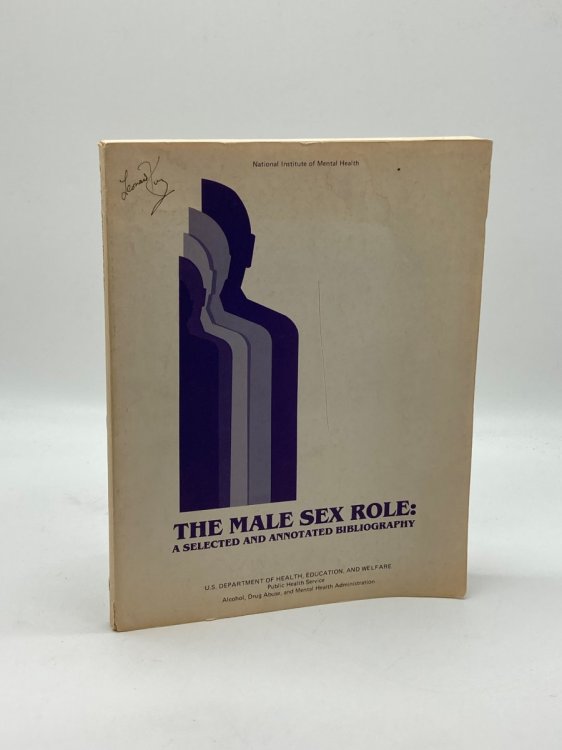 National Institute of Mental Health
THE MALE SEX ROLE:
A SELECTED AND ANNOTATED BIBLIOGRAPHY
U.S. DEPARTMENT OF HEALTH, EDUCATION, AND WELFARE
Public Health Service
Alcohol, Drug Abuse, and Mental Health Administration